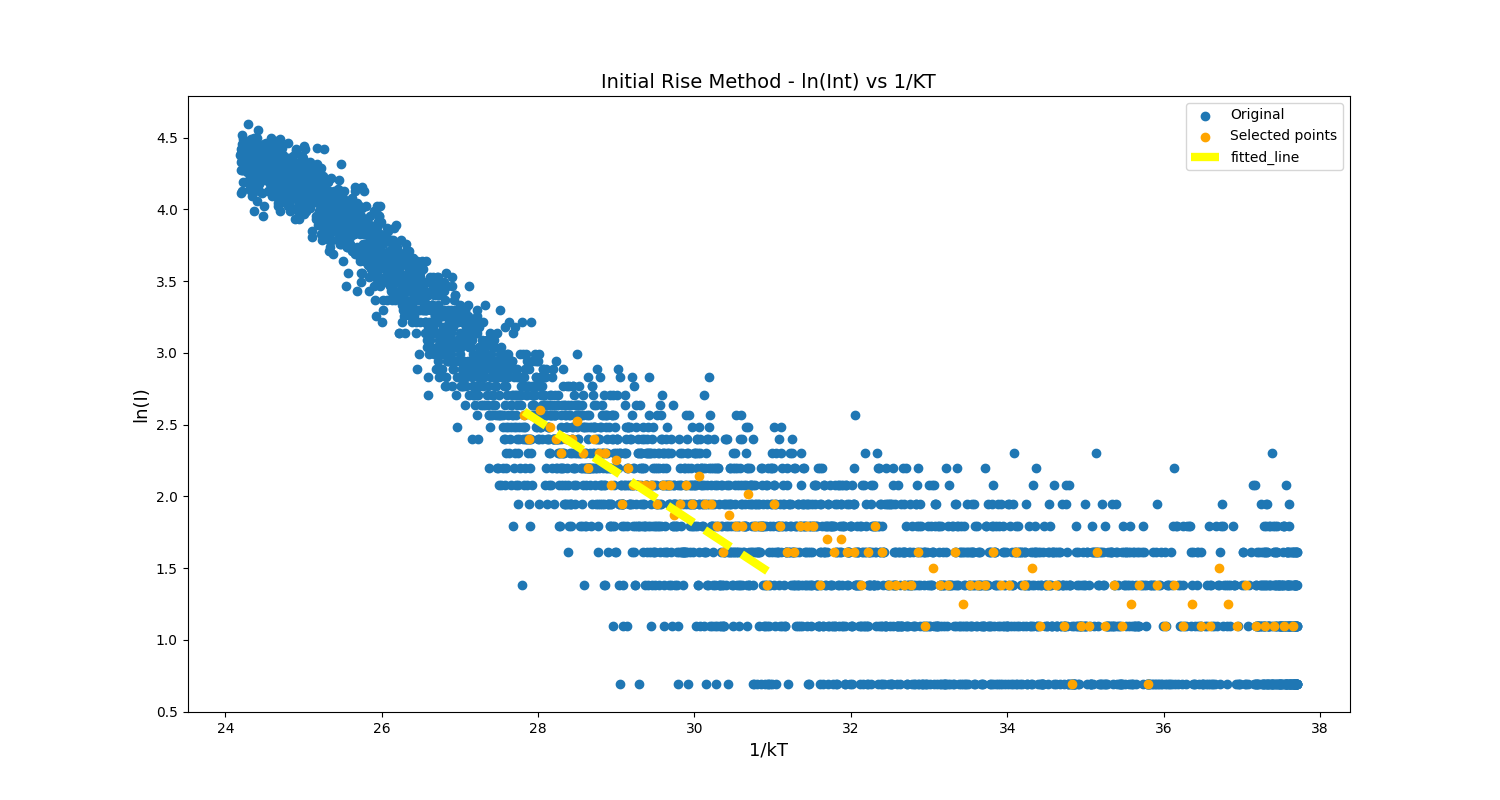 Initial Rise Method - ln(Int) vs 1/KT
Original
Selected points
fitted_line
ln(I)
4.5
4.0
3.5
3.0
2.5
2.0
1.5
1.0
0.5
24 26 28 30 32 34 36 38
1/kT